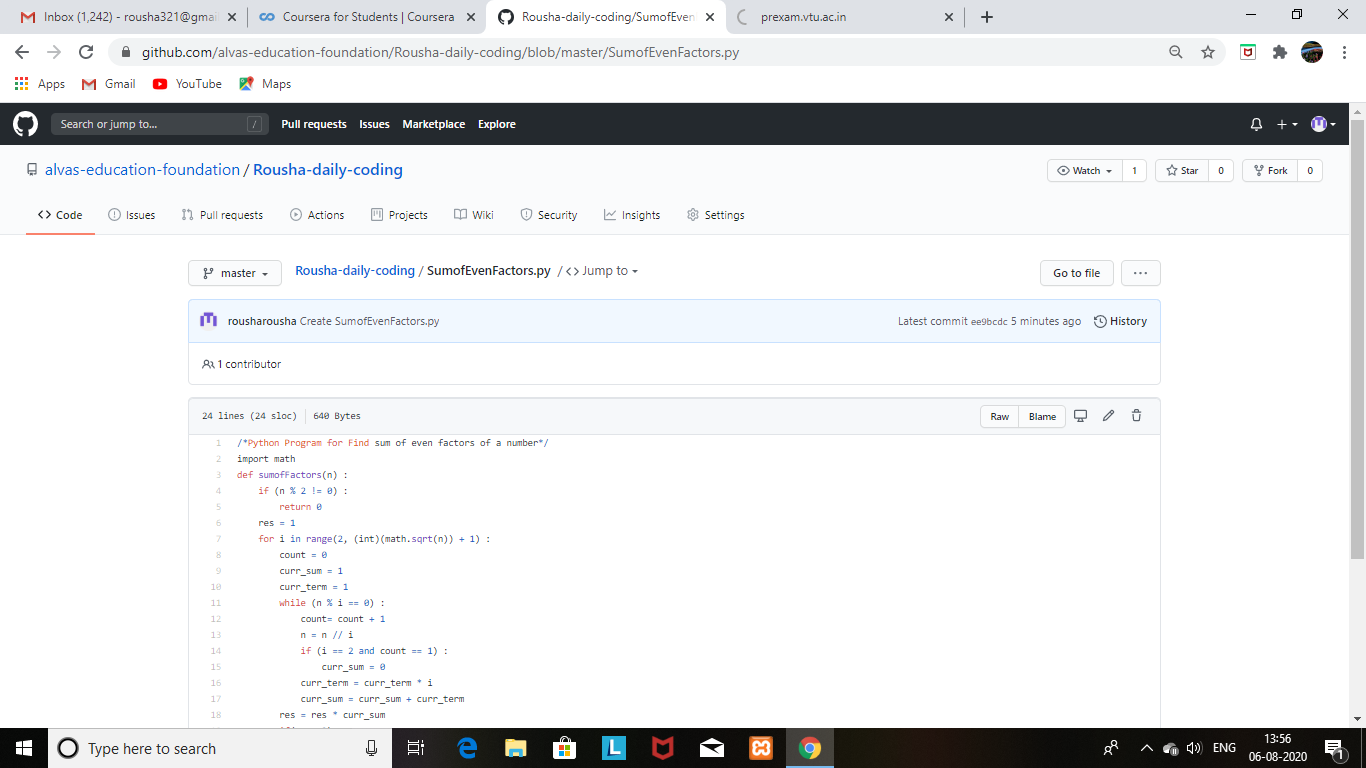 Inbox (1,242) - rousha321@gmai
Coursera for Students | Coursera
Rousha-daily-coding/SumofEven
prexam.vtu.ac.in
github.com/alvas-education-foundation/Rousha-daily-coding/blob/master/SumofEvenFactors.py
Apps Gmail YouTube Maps
Search or jump to... / Pull requests Issues Marketplace Explore
alvas-education-foundation / Rousha-daily-coding
Watch 1 Star 0 Fork 0
Code Issues Pull requests Actions Projects Wiki Security Insights Settings
master Rousha-daily-coding / SumofEvenFactors.py / <> Jump to Go to file ...
rousharousha Create SumofEvenFactors.py Latest commit ee9bcdc 5 minutes ago History
1 contributor
24 lines (24 sloc) 640 Bytes Raw Blame
1 /*Python Program for Find sum of even factors of a number*/
2 import math
3 def sumofFactors(n) :
4 if (n % 2 != 0) :
5 return 0
6 res = 1
7 for i in range(2, (int)(math.sqrt(n)) + 1) :
8 count = 0
9 curr_sum = 1
10 curr_term = 1
11 while (n % i == 0) :
12 count= count + 1
13 n = n // i
14 if (i == 2 and count == 1) :
15 curr_sum = 0
16 curr_term = curr_term * i
17 curr_sum = curr_sum + curr_term
18 res = res * curr_sum
Type here to search
ENG
13:56
06-08-2020
1